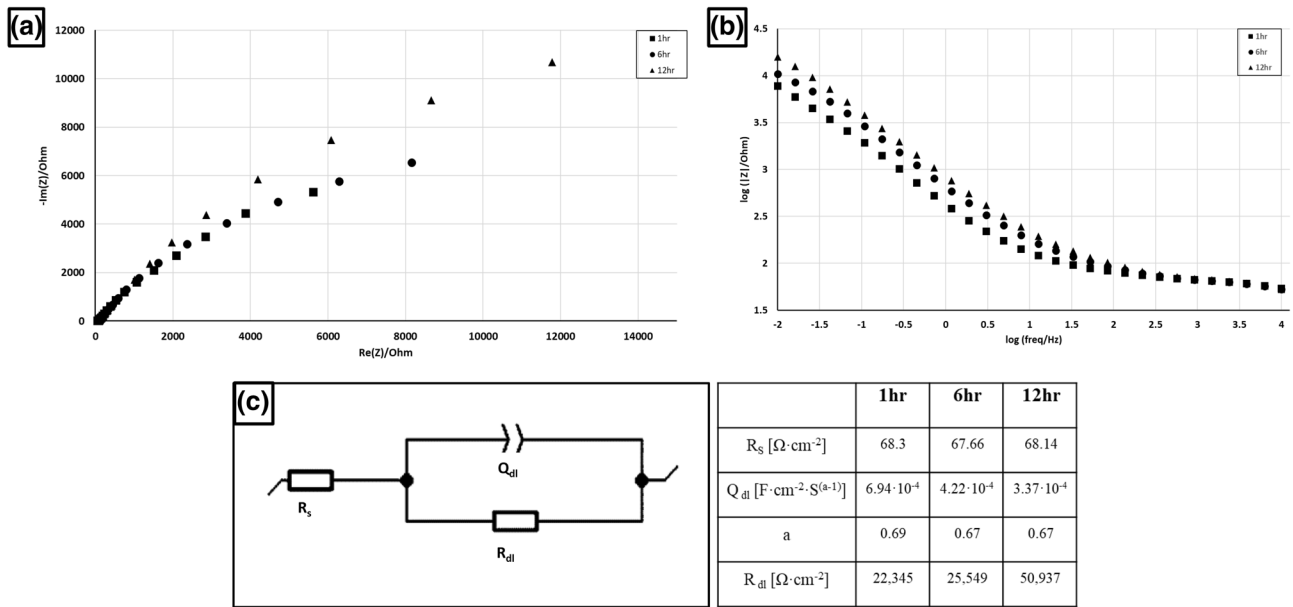 (a)
12000
10000
8000
6000
4000
2000
0
-Im(Z)/Ohm
0 2000 4000 6000 8000 10000 12000 14000
Re(Z)/Ohm
1hr
6hr
12hr
(b)
4.5
4
3.5
3
2.5
2
1.5
log (|Z|/Ohm)
-2 -1.5 -1 -0.5 0 0.5 1 1.5 2 2.5 3 3.5 4
log (freq/Hz)
1hr
6hr
12hr
(c)
Rs
Qdl
Rdl
1hr 6hr 12hr
RS [Ω·cm⁻²] 68.3 67.66 68.14
Q dl [F·cm⁻²·S⁽ᵃ⁻¹⁾] 6.94·10⁻⁴ 4.22·10⁻⁴ 3.37·10⁻⁴
a 0.69 0.67 0.67
R dl [Ω·cm⁻²] 22,345 25,549 50,937